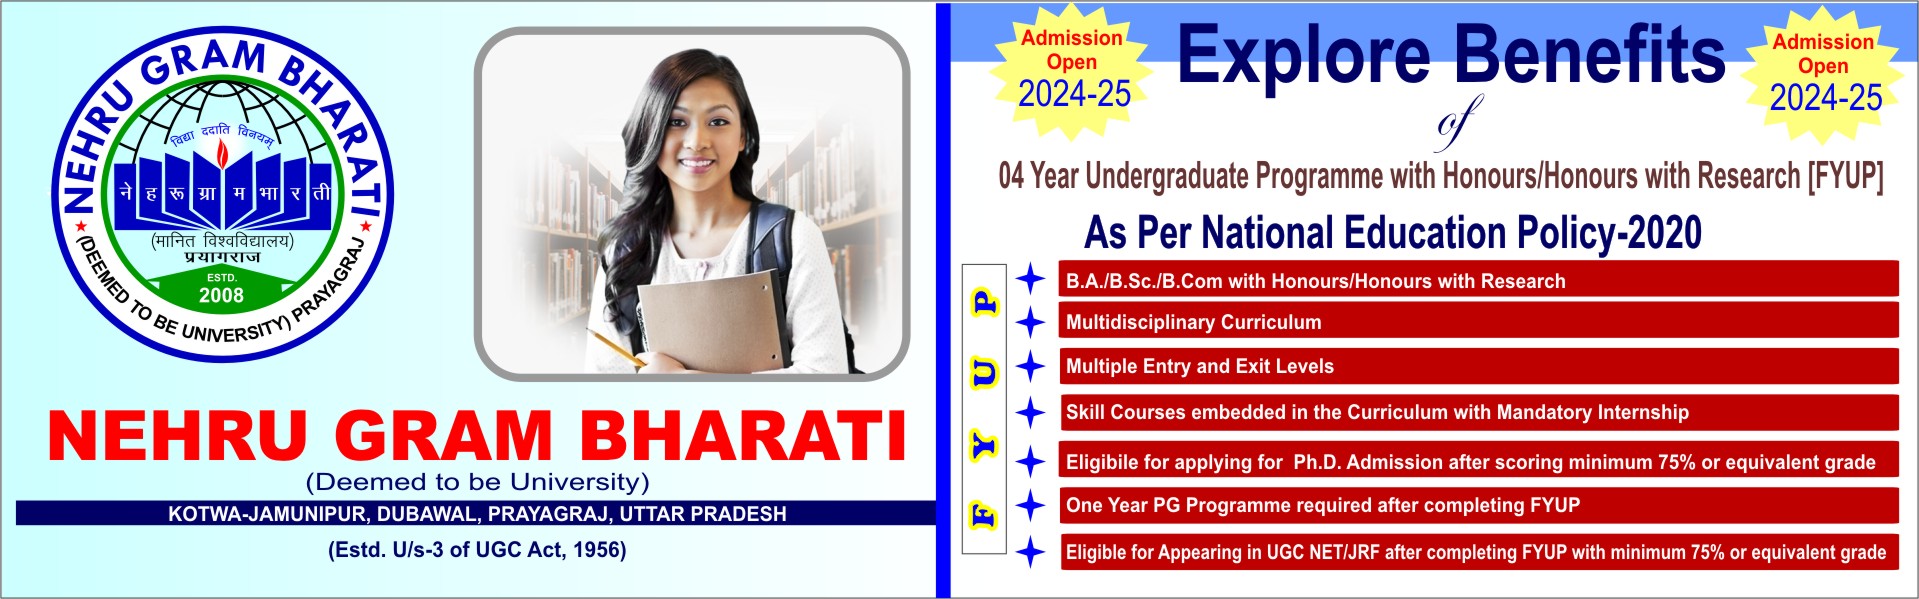 NEHRU GRAM BHARATI
विद्या ददाति विनयम्
ने ह रू ग्रा म भा र ती
(मानित विश्वविद्यालय)
प्रयागराज
ESTD.
2008
(DEEMED TO BE UNIVERSITY) PRAYAGRAJ
NEHRU GRAM BHARATI
(Deemed to be University)
KOTWA-JAMUNIPUR, DUBAWAL, PRAYAGRAJ, UTTAR PRADESH
(Estd. U/s-3 of UGC Act, 1956)
Admission
Open
2024-25
Explore Benefits
of
Admission
Open
2024-25
04 Year Undergraduate Programme with Honours/Honours with Research [FYUP]
As Per National Education Policy-2020
F Y U P
B.A./B.Sc./B.Com with Honours/Honours with Research
Multidisciplinary Curriculum
Multiple Entry and Exit Levels
Skill Courses embedded in the Curriculum with Mandatory Internship
Eligibile for applying for Ph.D. Admission after scoring minimum 75% or equivalent grade
One Year PG Programme required after completing FYUP
Eligible for Appearing in UGC NET/JRF after completing FYUP with minimum 75% or equivalent grade